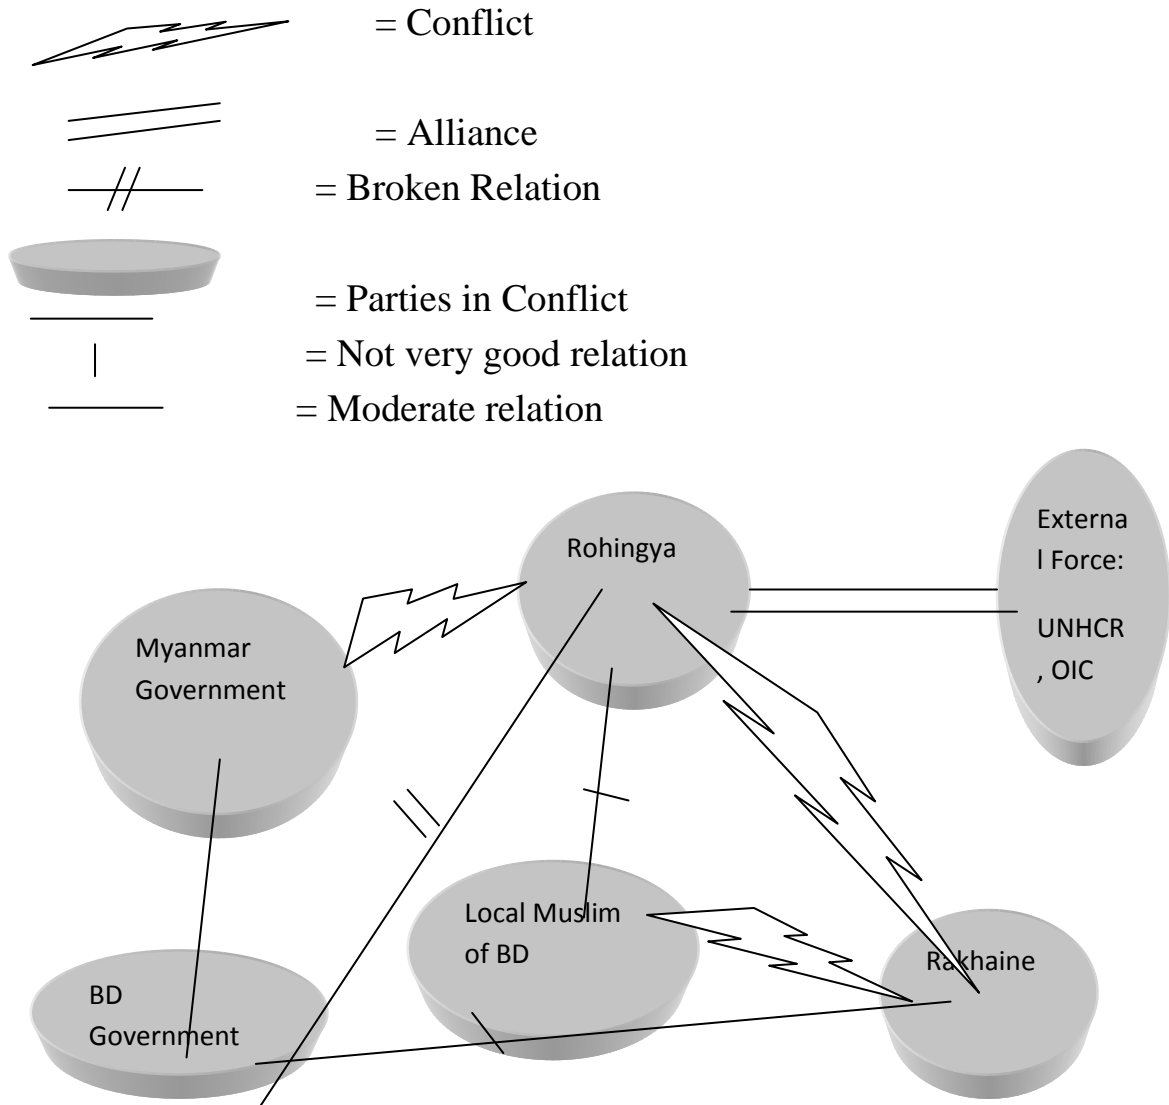 = Conflict
= Alliance
= Broken Relation
= Parties in Conflict
= Not very good relation
= Moderate relation
Externa
l Force:
UNHCR
, OIC
Rohingya
Myanmar
Government
Local Muslim
of BD
Rakhaine
BD
Government